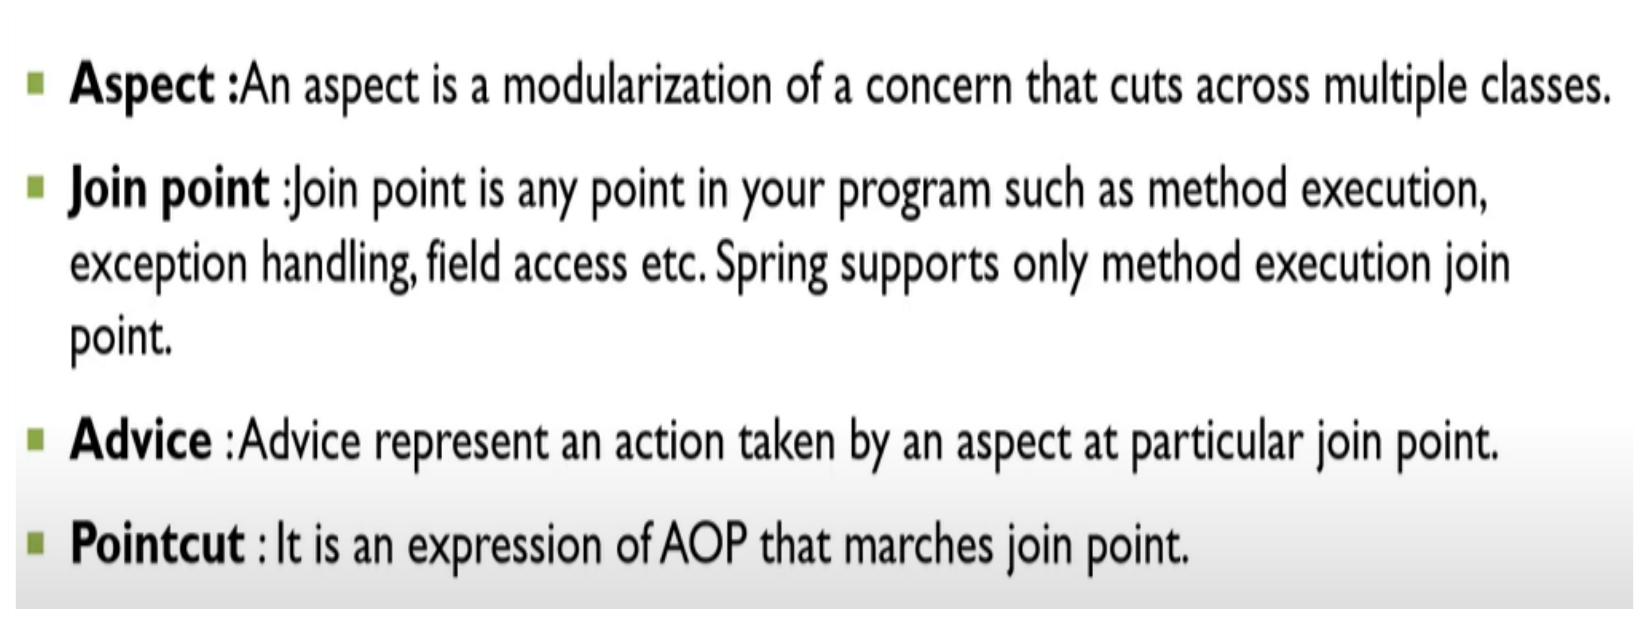 ▪ Aspect :An aspect is a modularization of a concern that cuts across multiple classes.
▪ Join point :Join point is any point in your program such as method execution,
exception handling, field access etc. Spring supports only method execution join
point.
▪ Advice :Advice represent an action taken by an aspect at particular join point.
▪ Pointcut : It is an expression of AOP that marches join point.